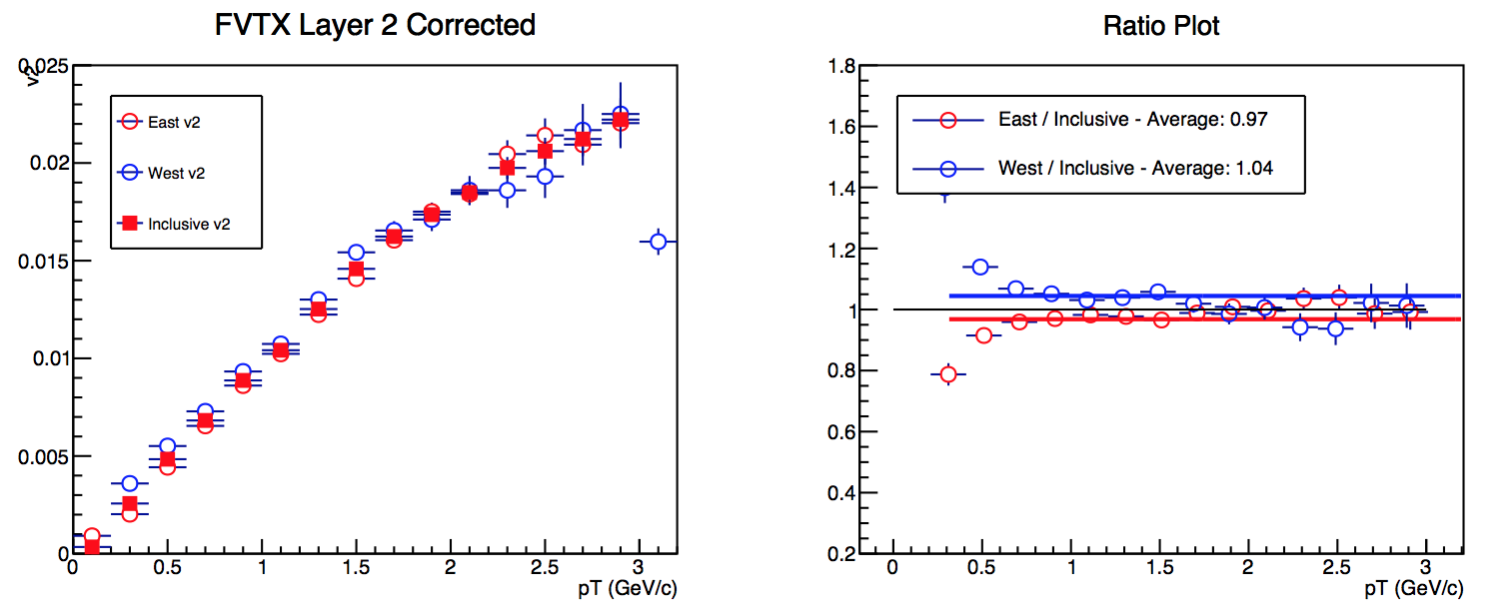 FVTX Layer 2 Corrected
v2
0.025
0.02
0.015
0.01
0.005
0
East v2
West v2
Inclusive v2
0 0.5 1 1.5 2 2.5 3
pT (GeV/c)
Ratio Plot
1.8
1.6
1.4
1.2
1
0.8
0.6
0.4
0.2
East / Inclusive - Average: 0.97
West / Inclusive - Average: 1.04
0 0.5 1 1.5 2 2.5 3
pT (GeV/c)